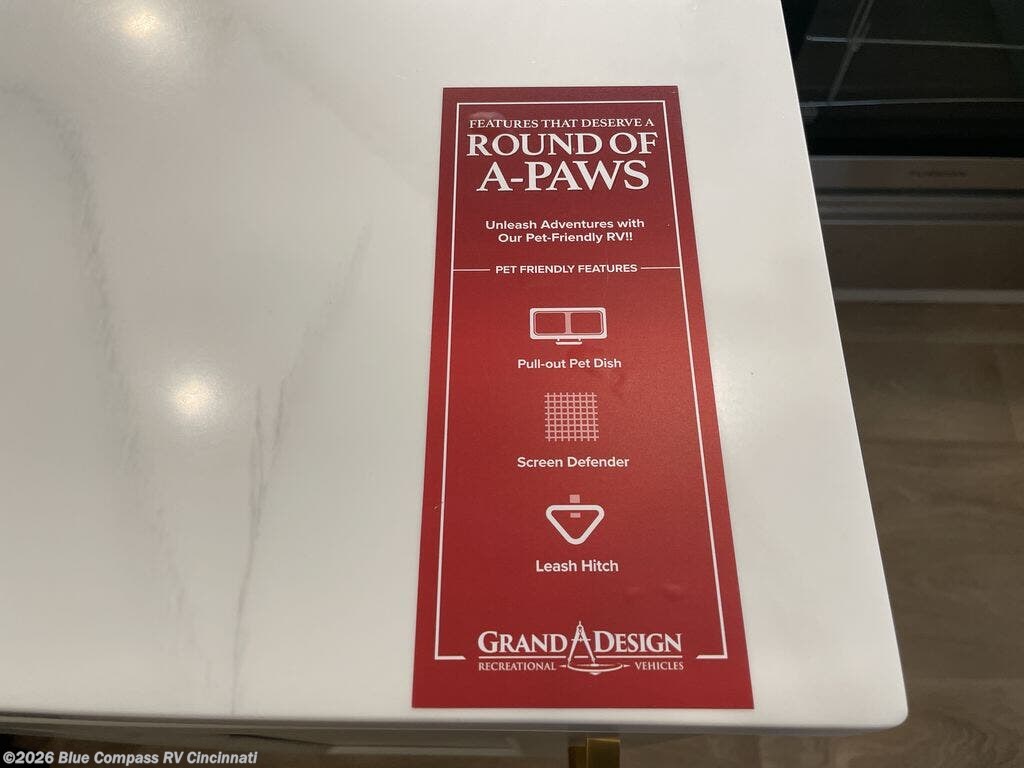 FEATURES THAT DESERVE A
ROUND OF
A-PAWS
Unleash Adventures with
Our Pet-Friendly RV!!
PET FRIENDLY FEATURES
Pull-out Pet Dish
Screen Defender
Leash Hitch
GRAND DESIGN
RECREATIONAL VEHICLES
©2026 Blue Compass RV Cincinnati